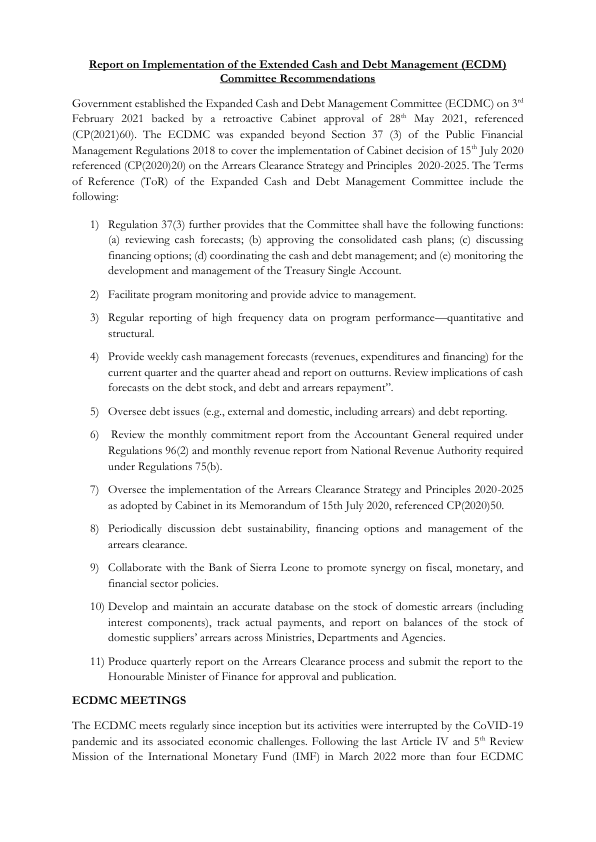 Report on Implementation of the Extended Cash and Debt Management (ECDM)
Committee Recommendations
Government established the Expanded Cash and Debt Management Committee (ECDMC) on 3rd
February 2021 backed by a retroactive Cabinet approval of 28th May 2021, referenced
(CP(2021)60). The ECDMC was expanded beyond Section 37 (3) of the Public Financial
Management Regulations 2018 to cover the implementation of Cabinet decision of 15th July 2020
referenced (CP(2020)20) on the Arrears Clearance Strategy and Principles 2020-2025. The Terms
of Reference (ToR) of the Expanded Cash and Debt Management Committee include the
following:
1) Regulation 37(3) further provides that the Committee shall have the following functions:
(a) reviewing cash forecasts; (b) approving the consolidated cash plans; (c) discussing
financing options; (d) coordinating the cash and debt management; and (e) monitoring the
development and management of the Treasury Single Account.
2) Facilitate program monitoring and provide advice to management.
3) Regular reporting of high frequency data on program performance—quantitative and
structural.
4) Provide weekly cash management forecasts (revenues, expenditures and financing) for the
current quarter and the quarter ahead and report on outturns. Review implications of cash
forecasts on the debt stock, and debt and arrears repayment”.
5) Oversee debt issues (e.g., external and domestic, including arrears) and debt reporting.
6) Review the monthly commitment report from the Accountant General required under
Regulations 96(2) and monthly revenue report from National Revenue Authority required
under Regulations 75(b).
7) Oversee the implementation of the Arrears Clearance Strategy and Principles 2020-2025
as adopted by Cabinet in its Memorandum of 15th July 2020, referenced CP(2020)50.
8) Periodically discussion debt sustainability, financing options and management of the
arrears clearance.
9) Collaborate with the Bank of Sierra Leone to promote synergy on fiscal, monetary, and
financial sector policies.
10) Develop and maintain an accurate database on the stock of domestic arrears (including
interest components), track actual payments, and report on balances of the stock of
domestic suppliers’ arrears across Ministries, Departments and Agencies.
11) Produce quarterly report on the Arrears Clearance process and submit the report to the
Honourable Minister of Finance for approval and publication.
ECDMC MEETINGS
The ECDMC meets regularly since inception but its activities were interrupted by the CoVID-19
pandemic and its associated economic challenges. Following the last Article IV and 5th Review
Mission of the International Monetary Fund (IMF) in March 2022 more than four ECDMC